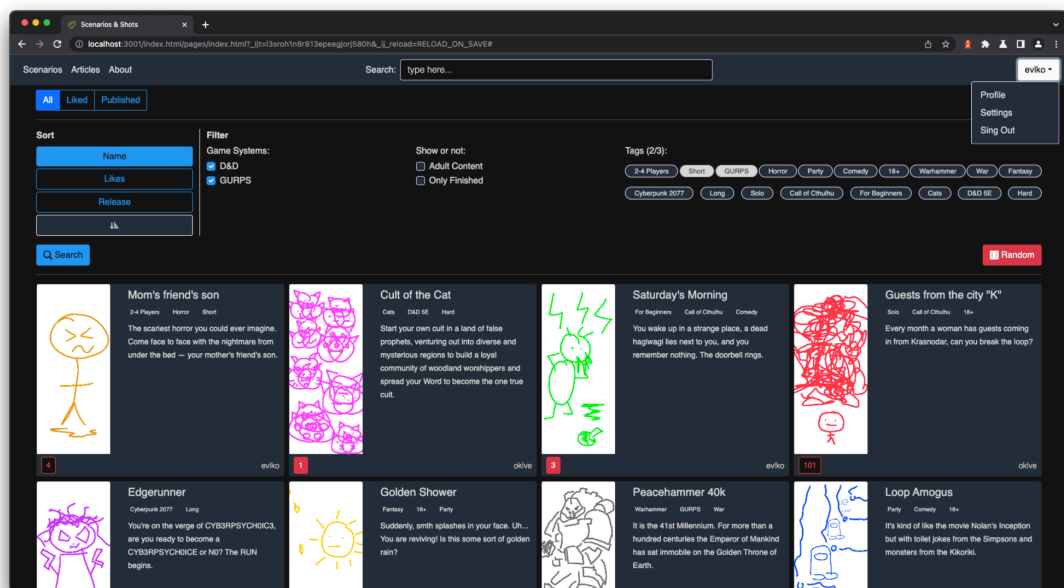 Scenarios & Shots
localhost:3001/index.html/pages/index.html?_ijt=l3sroh1n8r813epeegjorj580h&_ij_reload=RELOAD_ON_SAVE#
Scenarios Articles About
Search: type here...
evlko
Profile
Settings
Sing Out
All Liked Published
Sort
Name
Likes
Release
Filter
Game Systems:
D&D
GURPS
Show or not:
Adult Content
Only Finished
Tags (2/3):
2-4 Players Short GURPS Horror Party Comedy 18+ Warhammer War Fantasy
Cyberpunk 2077 Long Solo Call of Cthulhu For Beginners Cats D&D 5E Hard
Search
Random
Mom's friend's son
2-4 Players Horror Short
The scariest horror you could ever imagine.
Come face to face with the nightmare from
under the bed — your mother's friend's son.
4
evlko
Cult of the Cat
Cats D&D 5E Hard
Start your own cult in a land of false
prophets, venturing out into diverse and
mysterious regions to build a loyal
community of woodland worshippers and
spread your Word to become the one true
cult.
1
okive
Saturday's Morning
For Beginners Call of Cthulhu Comedy
You wake up in a strange place, a dead
hagiwagi lies next to you, and you
remember nothing. The doorbell rings.
3
evlko
Guests from the city "K"
Solo Call of Cthulhu 18+
Every month a woman has guests coming
in from Krasnodar, can you break the loop?
101
okive
Edgerunner
Cyberpunk 2077 Long
You're on the verge of CYB3RPSYCH0IC3,
are you ready to become a
CYB3RPSYCHOICE or N0? The RUN
begins.
Golden Shower
Fantasy 18+ Party
Suddenly, smth splashes in your face. Uh...
You are reviving! Is this some sort of golden
rain?
Peacehammer 40k
Warhammer GURPS War
It is the 41st Millennium. For more than a
hundred centuries the Emperor of Mankind
has sat immobile on the Golden Throne of
Earth.
Loop Amogus
Party Comedy 18+
It's kind of like the movie Nolan's Inception
but with toilet jokes from the Simpsons and
monsters from the Kikoriki.